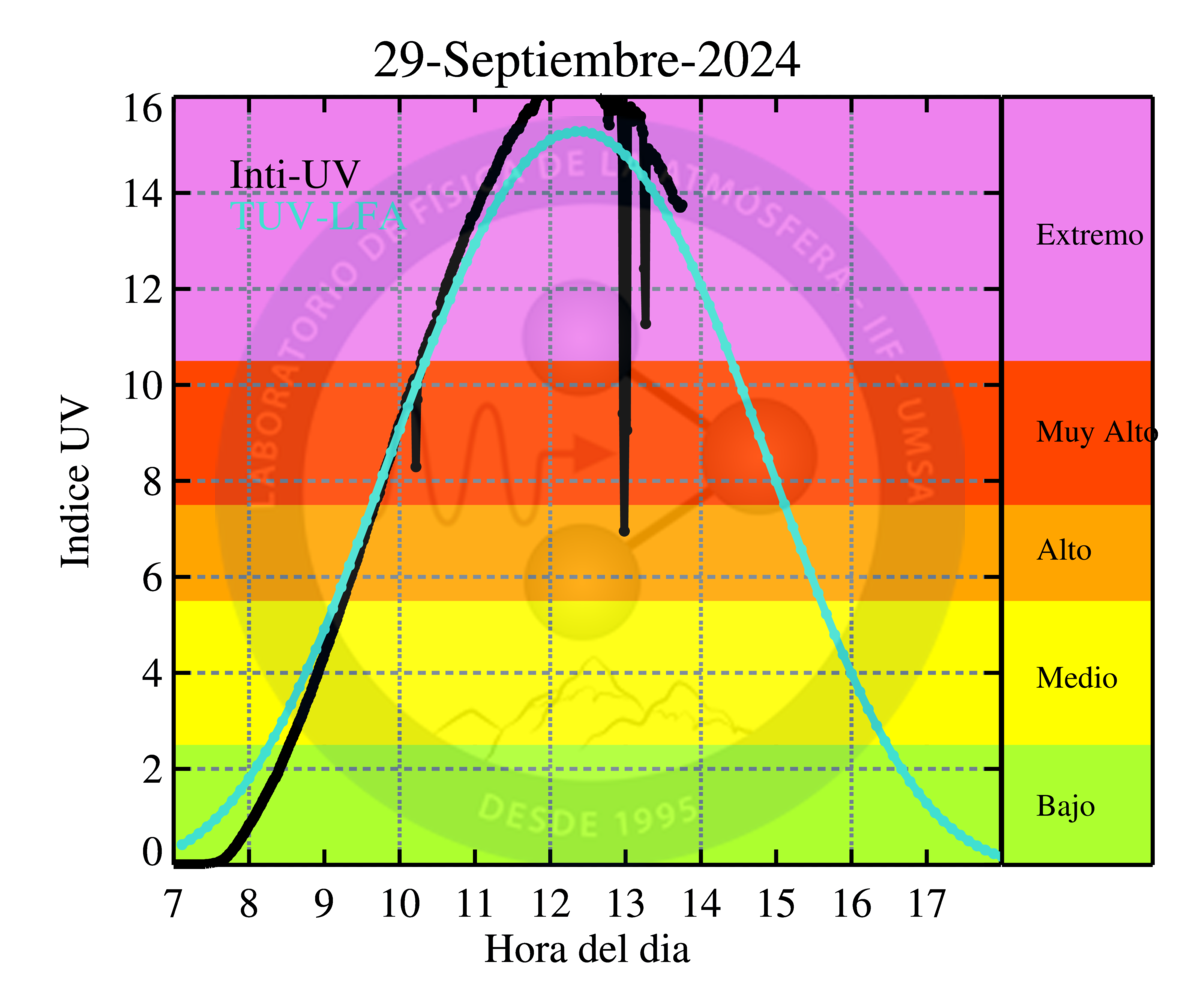 29-Septiembre-2024
Inti-UV
TUV-LFA
LABORATORIO DE FÍSICA DE LA ATMÓSFERA - IIF - UMSA
DESDE 1995
Indice UV
16
14
12
10
8
6
4
2
0
Extremo
Muy Alto
Alto
Medio
Bajo
7 8 9 10 11 12 13 14 15 16 17
Hora del dia